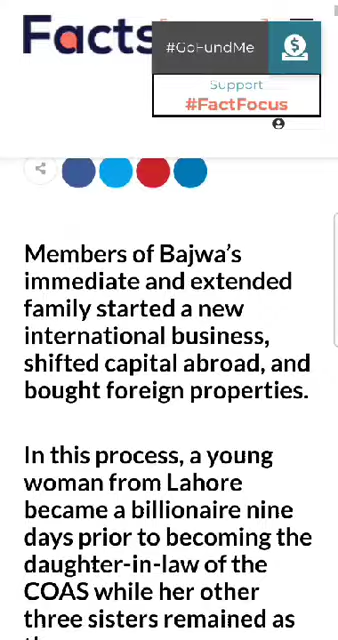 Facts
#GoFundMe
Support
#FactFocus
Members of Bajwa’s
immediate and extended
family started a new
international business,
shifted capital abroad, and
bought foreign properties.
In this process, a young
woman from Lahore
became a billionaire nine
days prior to becoming the
daughter-in-law of the
COAS while her other
three sisters remained as